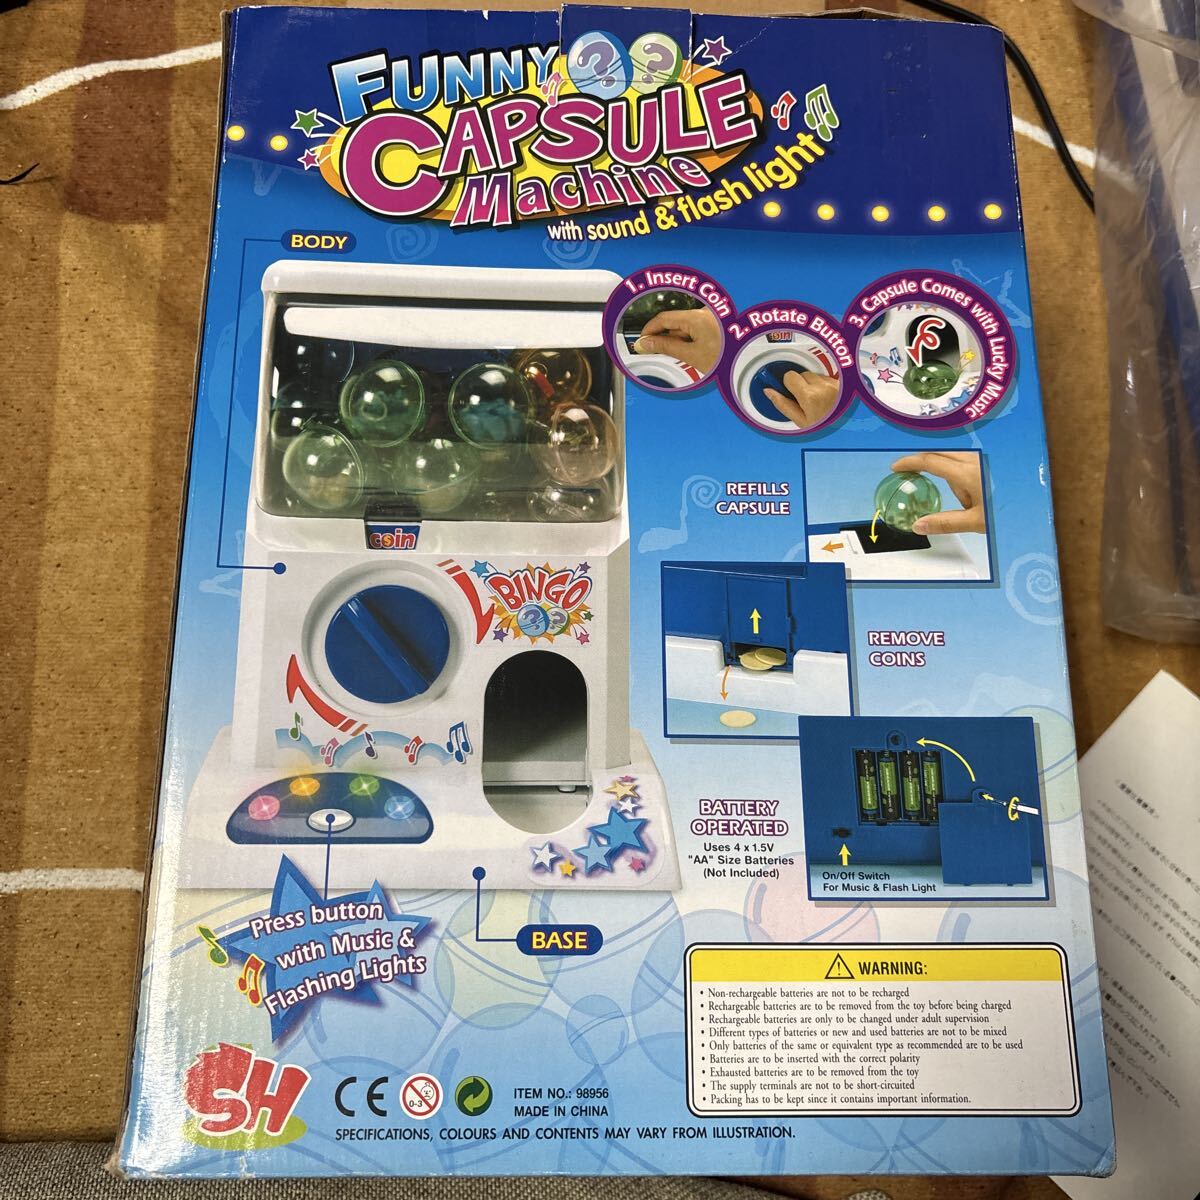 FUNNY
CAPSULE
Machine
with sound & flash light
BODY
1. Insert Coin
2. Rotate Button
3. Capsule Comes with Lucky Music
coin
coin
BINGO
REFILLS
CAPSULE
REMOVE
COINS
BATTERY
OPERATED
Uses 4 x 1.5V
"AA" Size Batteries
(Not Included)
On/Off Switch
For Music & Flash Light
Press button
with Music &
Flashing Lights
BASE
WARNING:
• Non-rechargeable batteries are not to be recharged
• Rechargeable batteries are to be removed from the toy before being charged
• Rechargeable batteries are only to be changed under adult supervision
• Different types of batteries or new and used batteries are not to be mixed
• Only batteries of the same or equivalent type as recommended are to be used
• Batteries are to be inserted with the correct polarity
• Exhausted batteries are to be removed from the toy
• The supply terminals are not to be short-circuited
• Packing has to be kept since it contains important information.
SH
CE
0-3
ITEM NO.: 98956
MADE IN CHINA
SPECIFICATIONS, COLOURS AND CONTENTS MAY VARY FROM ILLUSTRATION.